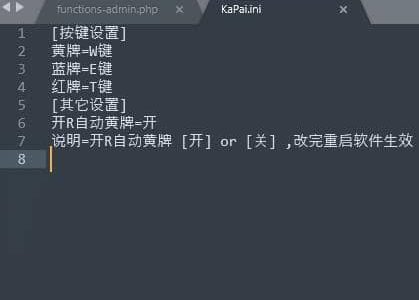 functions-admin.php
KaPai.ini
1 [按键设置]
2 黄牌=W键
3 蓝牌=E键
4 红牌=T键
5 [其它设置]
6 开R自动黄牌=开
7 说明=开R自动黄牌 [开] or [关] ,改完重启软件生效
8